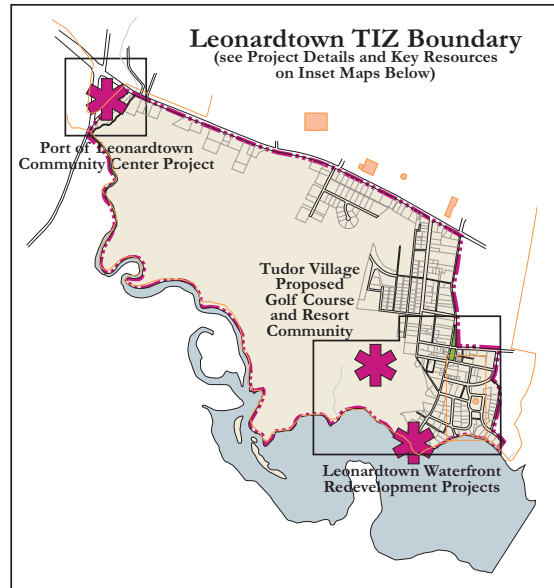 Leonardtown TIZ Boundary
(see Project Details and Key Resources
on Inset Maps Below)
Port of Leonardtown
Community Center Project
Tudor Village
Proposed
Golf Course
and Resort
Community
Leonardtown Waterfront
Redevelopment Projects